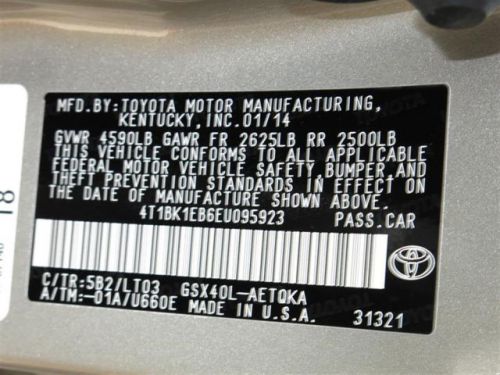 MFD.BY:TOYOTA MOTOR MANUFACTURING,
KENTUCKY, INC.01/14
GVWR 4590LB GAWR FR 2625LB RR 2500LB
THIS VEHICLE CONFORMS TO ALL APPLICABLE
FEDERAL MOTOR VEHICLE SAFETY,BUMPER,AND
THEFT PREVENTION STANDARDS IN EFFECT ON
THE DATE OF MANUFACTURE SHOWN ABOVE.
4T1BK1EB6EU095923 PASS.CAR
C/TR:5B2/LT03 GSX40L-AETQKA
A/TM:-01A/U660E
MADE IN U.S.A. 31321
TOYOTA
18